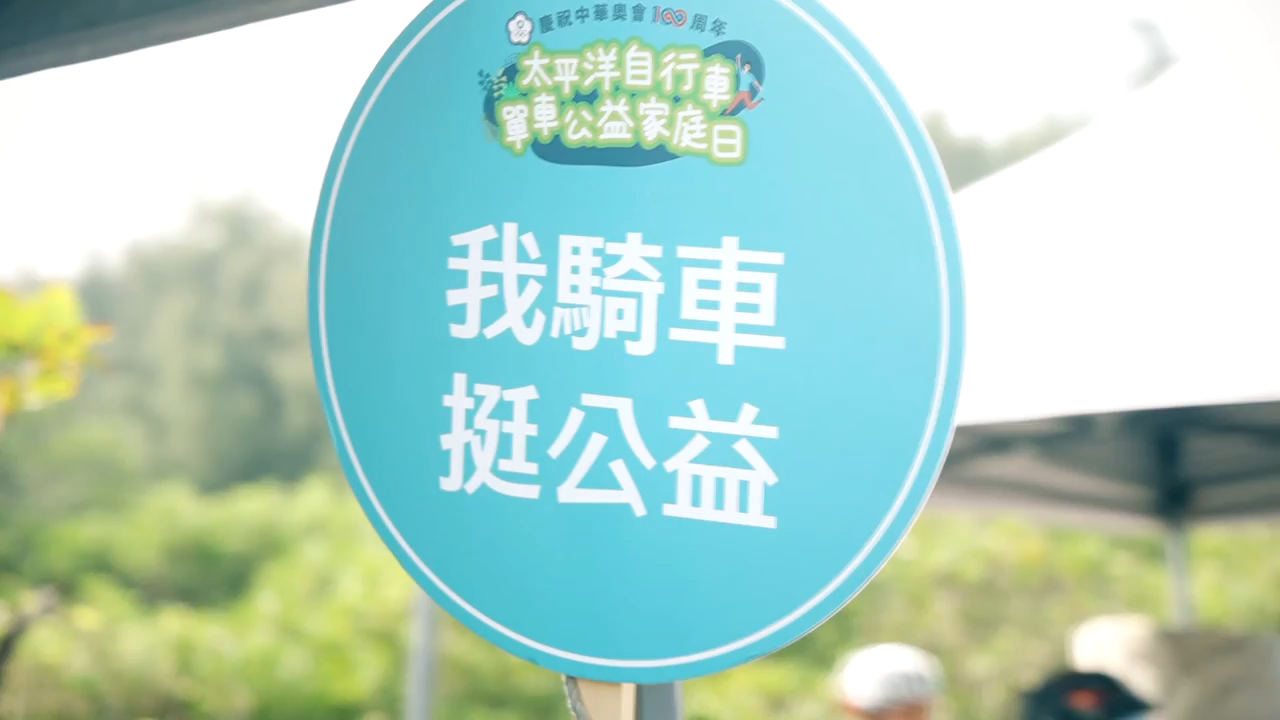 慶祝中華奧會100周年
太平洋自行車
單車公益家庭日
我騎車
挺公益